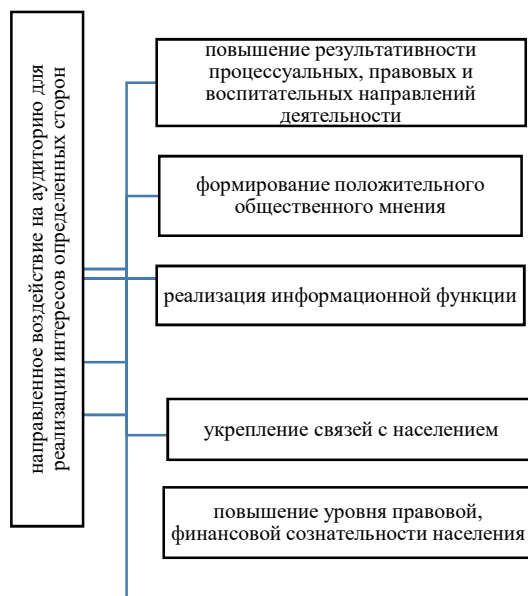 направленное воздействие на аудиторию для
реализации интересов определенных сторон
повышение результативности
процессуальных, правовых и
воспитательных направлений
деятельности
формирование положительного
общественного мнения
реализация информационной функции
укрепление связей с населением
повышение уровня правовой,
финансовой сознательности населения